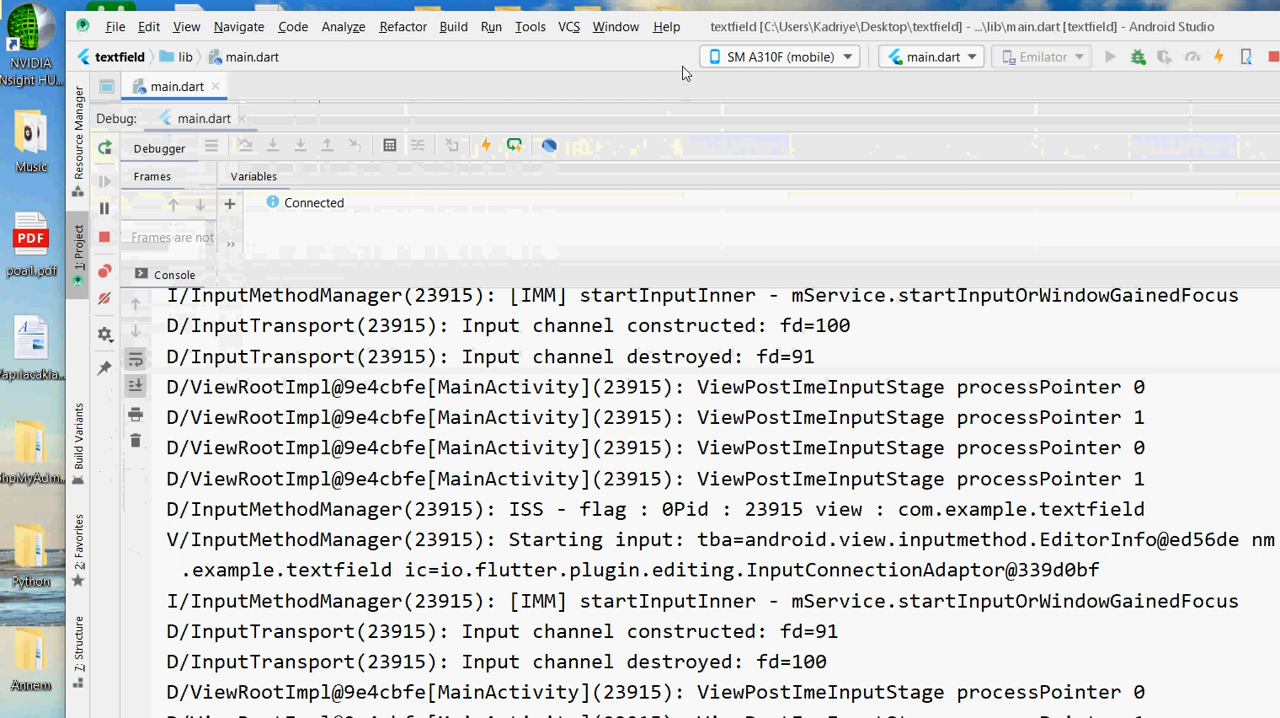 File Edit View Navigate Code Analyze Refactor Build Run Tools VCS Window Help textfield [C:\Users\Kadriye\Desktop\textfield] - ...\lib\main.dart [textfield] - Android Studio
textfield lib main.dart SM A310F (mobile) main.dart Emilator
main.dart
Debug: main.dart
Debugger
Frames Variables
Connected
Frames are not
Console
I/InputMethodManager(23915): [IMM] startInputInner - mService.startInputOrWindowGainedFocus
D/InputTransport(23915): Input channel constructed: fd=100
D/InputTransport(23915): Input channel destroyed: fd=91
D/ViewRootImpl@9e4cbfe[MainActivity](23915): ViewPostImeInputStage processPointer 0
D/ViewRootImpl@9e4cbfe[MainActivity](23915): ViewPostImeInputStage processPointer 1
D/ViewRootImpl@9e4cbfe[MainActivity](23915): ViewPostImeInputStage processPointer 0
D/ViewRootImpl@9e4cbfe[MainActivity](23915): ViewPostImeInputStage processPointer 1
D/InputMethodManager(23915): ISS - flag : 0Pid : 23915 view : com.example.textfield
V/InputMethodManager(23915): Starting input: tba=android.view.inputmethod.EditorInfo@ed56de nm
.example.textfield ic=io.flutter.plugin.editing.InputConnectionAdaptor@339d0bf
I/InputMethodManager(23915): [IMM] startInputInner - mService.startInputOrWindowGainedFocus
D/InputTransport(23915): Input channel constructed: fd=91
D/InputTransport(23915): Input channel destroyed: fd=100
D/ViewRootImpl@9e4cbfe[MainActivity](23915): ViewPostImeInputStage processPointer 0
Resource Manager
1: Project
Build Variants
2: Favorites
7: Structure
NVIDIA
Nsight HU...
Music
PDF
poail.pdf
Yapılacakla...
PhpMyAdm...
Python
Annem